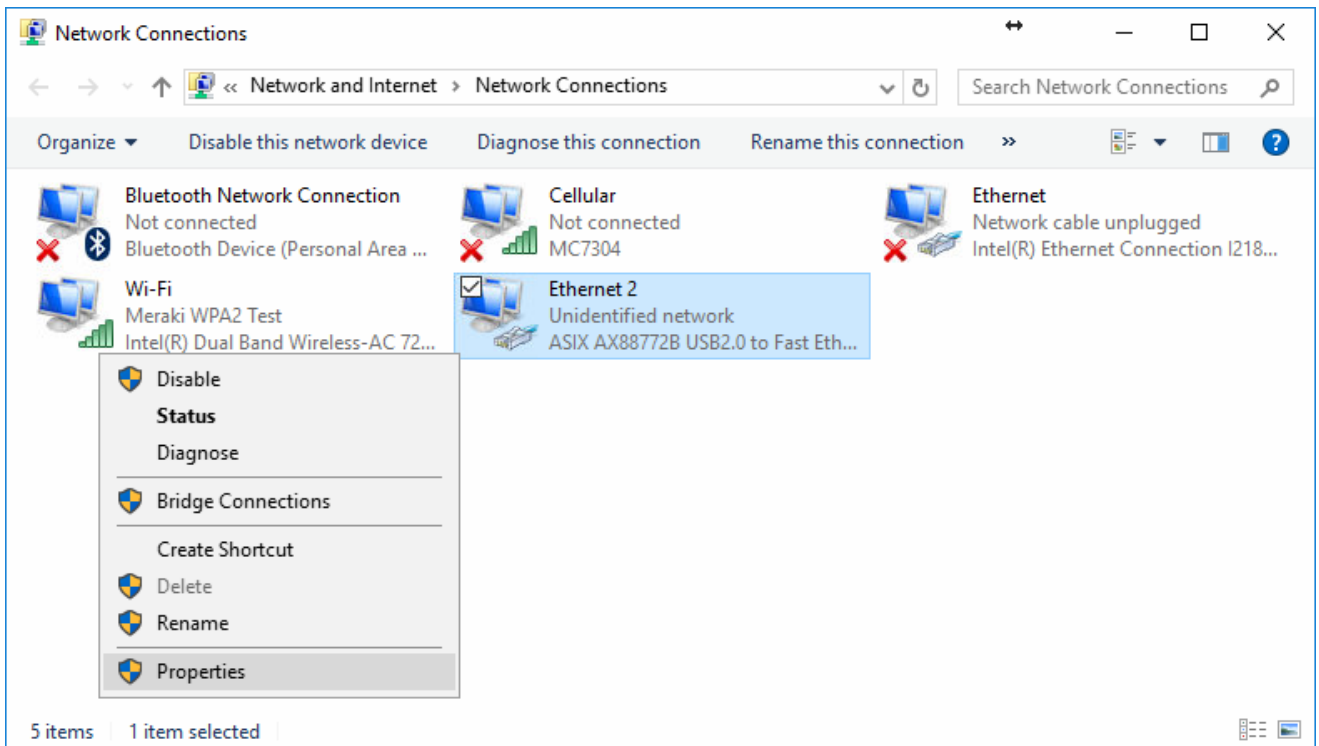 Network Connections
« Network and Internet > Network Connections
Search Network Connections
Organize Disable this network device Diagnose this connection Rename this connection »
Bluetooth Network Connection
Not connected
Bluetooth Device (Personal Area ...
Cellular
Not connected
MC7304
Ethernet
Network cable unplugged
Intel(R) Ethernet Connection I218...
Wi-Fi
Meraki WPA2 Test
Intel(R) Dual Band Wireless-AC 72...
Ethernet 2
Unidentified network
ASIX AX88772B USB2.0 to Fast Eth...
Disable
Status
Diagnose
Bridge Connections
Create Shortcut
Delete
Rename
Properties
5 items 1 item selected